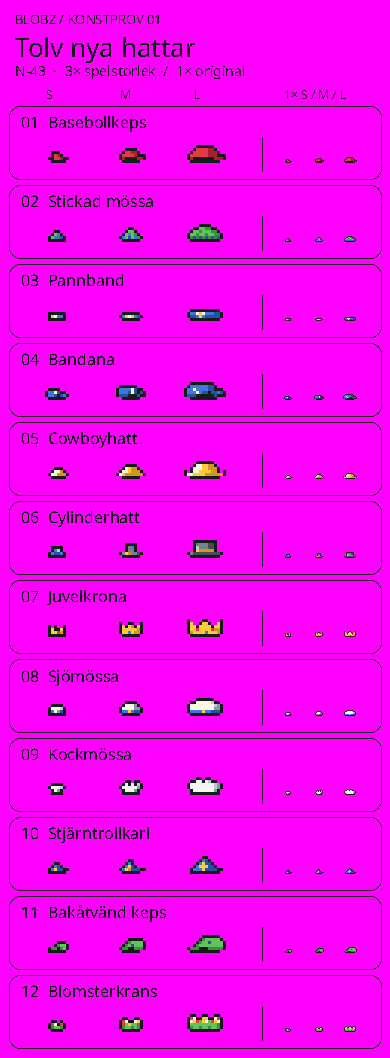 BLOBZ / KONSTPROV 01
Tolv nya hattar
N-43 · 3× spelstorlek / 1× original
S M L 1× S / M / L
01 Basebollkeps
02 Stickad mössa
03 Pannband
04 Bandana
05 Cowboyhatt
06 Cylinderhatt
07 Juvelkrona
08 Sjömössa
09 Kockmössa
10 Stjärntrollkarl
11 Bakåtvänd keps
12 Blomsterkrans